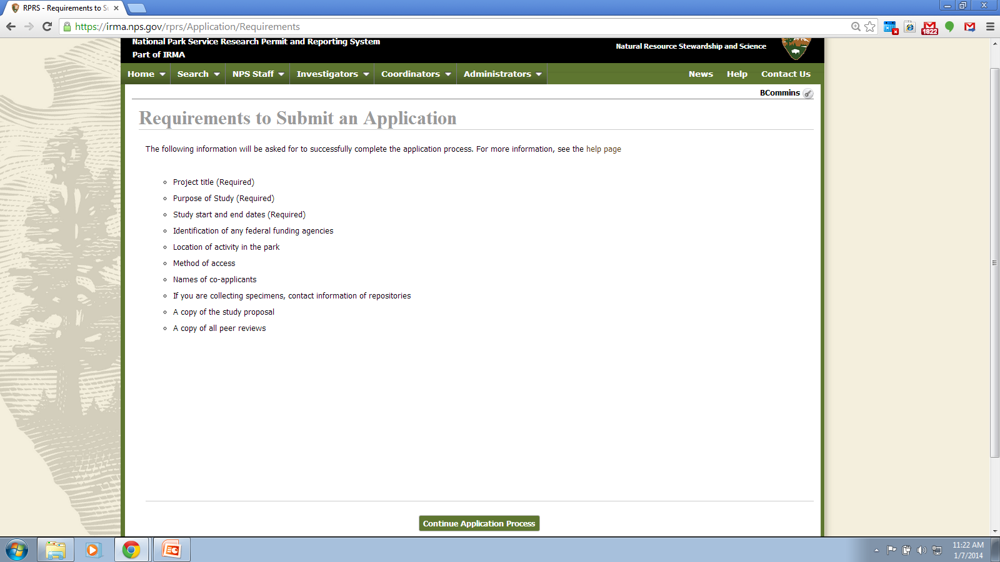 RPRS - Requirements to Su
https://irma.nps.gov/rprs/Application/Requirements
1822
National Park Service Research Permit and Reporting System
Part of IRMA
Natural Resource Stewardship and Science
Home Search NPS Staff Investigators Coordinators Administrators News Help Contact Us
BCommins
Requirements to Submit an Application
The following information will be asked for to successfully complete the application process. For more information, see the help page
Project title (Required)
Purpose of Study (Required)
Study start and end dates (Required)
Identification of any federal funding agencies
Location of activity in the park
Method of access
Names of co-applicants
If you are collecting specimens, contact information of repositories
A copy of the study proposal
A copy of all peer reviews
Continue Application Process
11:22 AM
1/7/2014